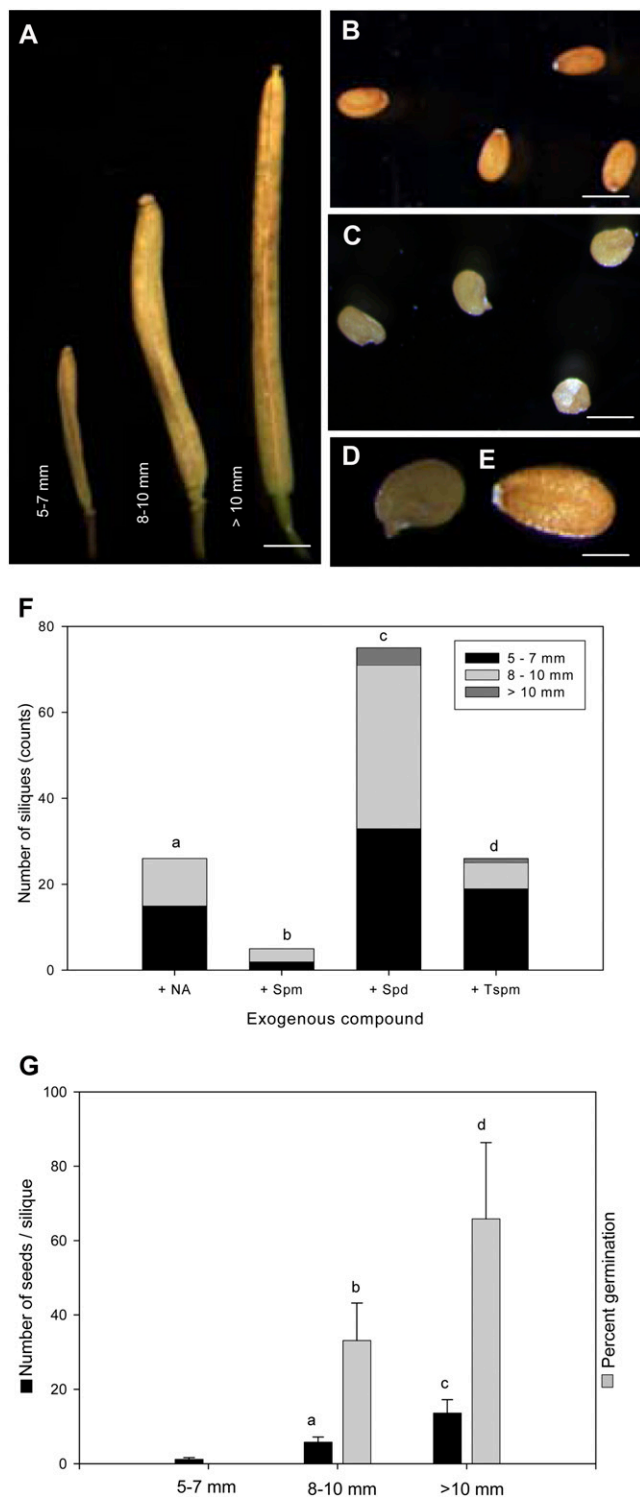 A
5-7 mm
8-10 mm
> 10 mm
B
C
D
E
F
80
60
40
20
0
Number of siliques (counts)
a
b
c
d
5 - 7 mm
8 - 10 mm
> 10 mm
+ NA
+ Spm
+ Spd
+ Tspm
Exogenous compound
G
100
80
60
40
20
0
Number of seeds / silique
Percent germination
a
b
c
d
5-7 mm
8-10 mm
>10 mm